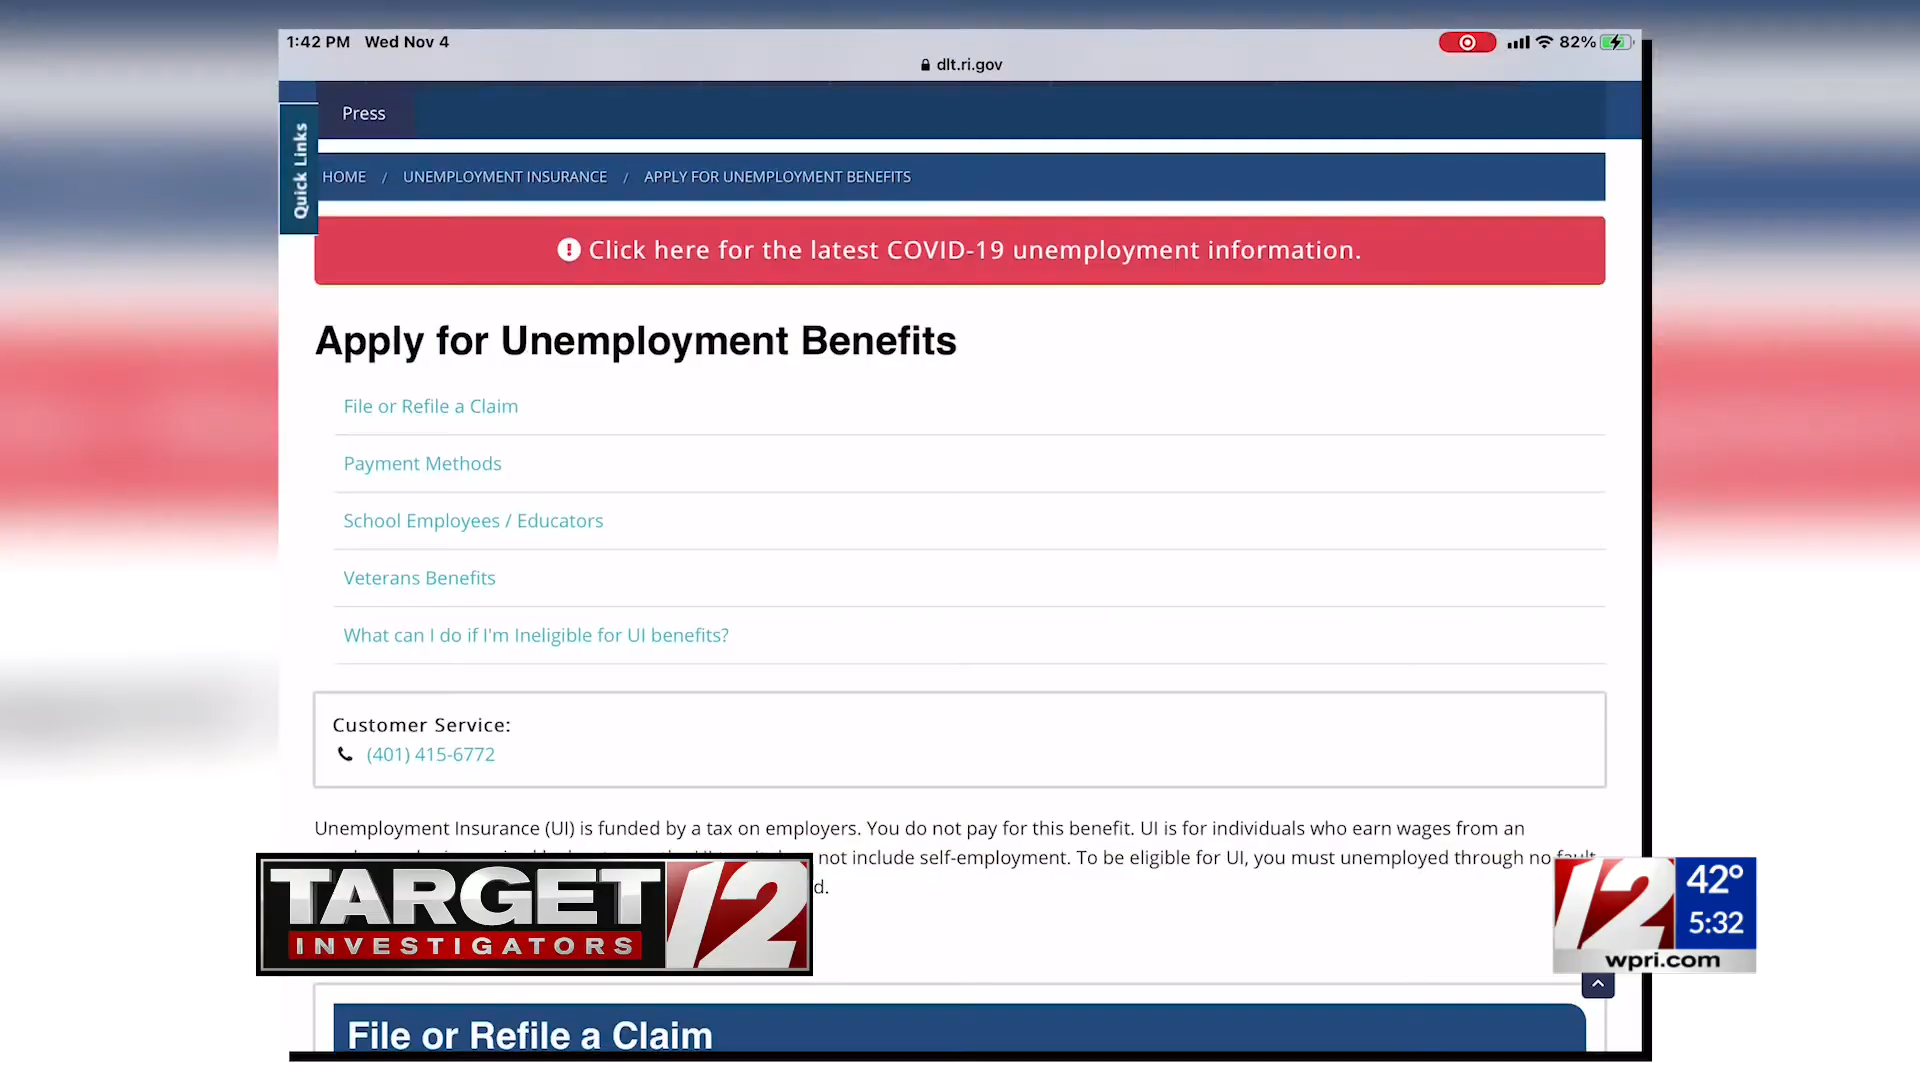 1:42 PM Wed Nov 4
82%
dlt.ri.gov
Press
Quick Links
HOME / UNEMPLOYMENT INSURANCE / APPLY FOR UNEMPLOYMENT BENEFITS
Click here for the latest COVID-19 unemployment information.
Apply for Unemployment Benefits
File or Refile a Claim
Payment Methods
School Employees / Educators
Veterans Benefits
What can I do if I'm Ineligible for UI benefits?
Customer Service:
(401) 415-6772
Unemployment Insurance (UI) is funded by a tax on employers. You do not pay for this benefit. UI is for individuals who earn wages from an
not include self-employment. To be eligible for UI, you must unemployed through no fault
d.
TARGET 12
INVESTIGATORS
12 42°
5:32
wpri.com
File or Refile a Claim